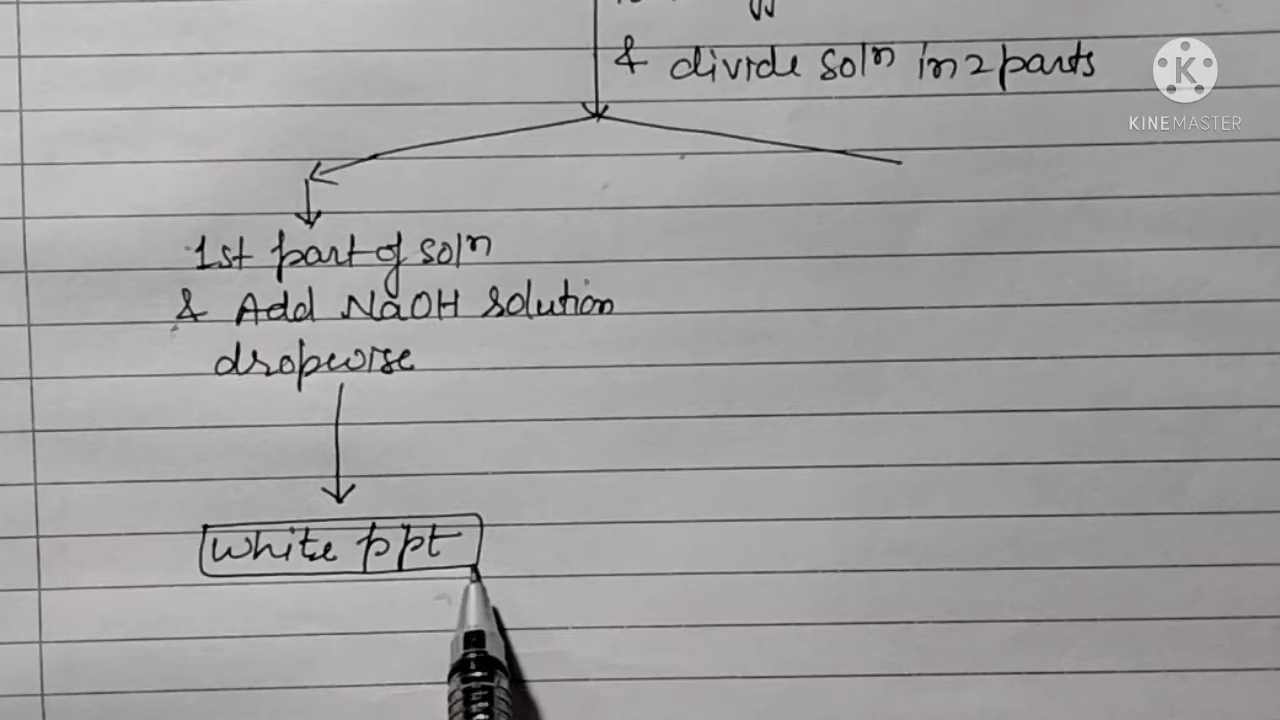 & divide solⁿ in 2 parts
K
KINEMASTER
1st part of solⁿ
& Add NaOH solution
dropwise
white ppt